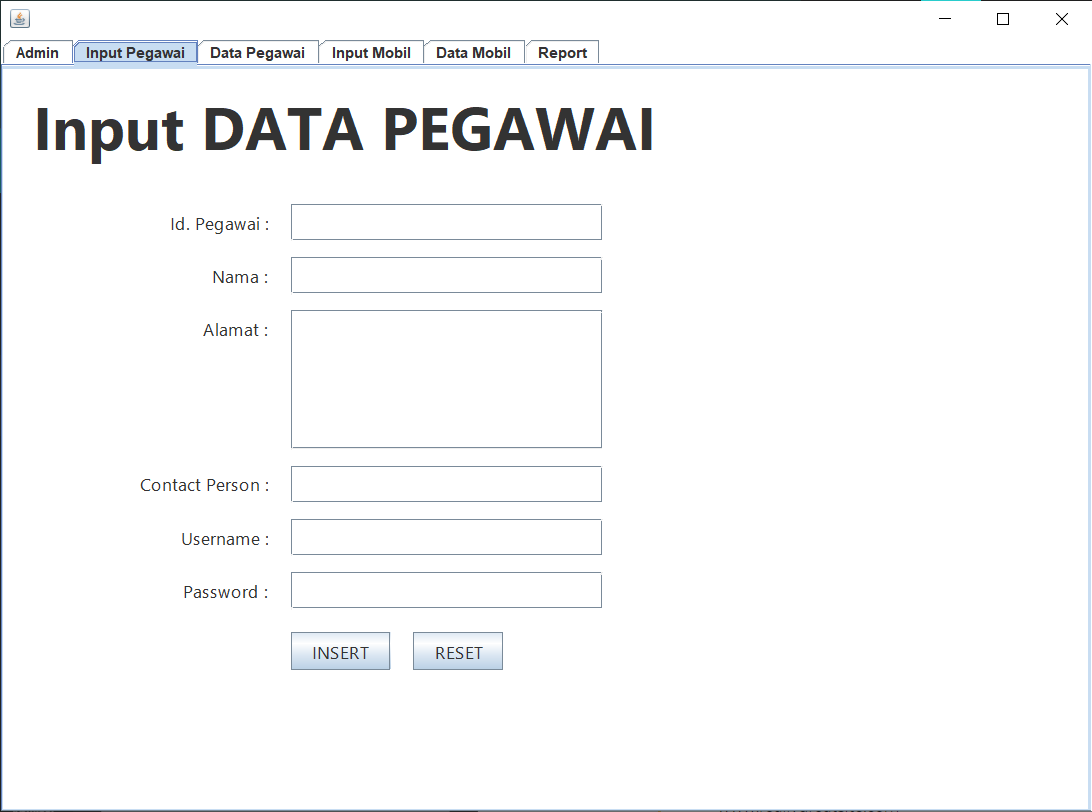 Admin Input Pegawai Data Pegawai Input Mobil Data Mobil Report
Input DATA PEGAWAI
Id. Pegawai :
Nama :
Alamat :
Contact Person :
Username :
Password :
INSERT RESET